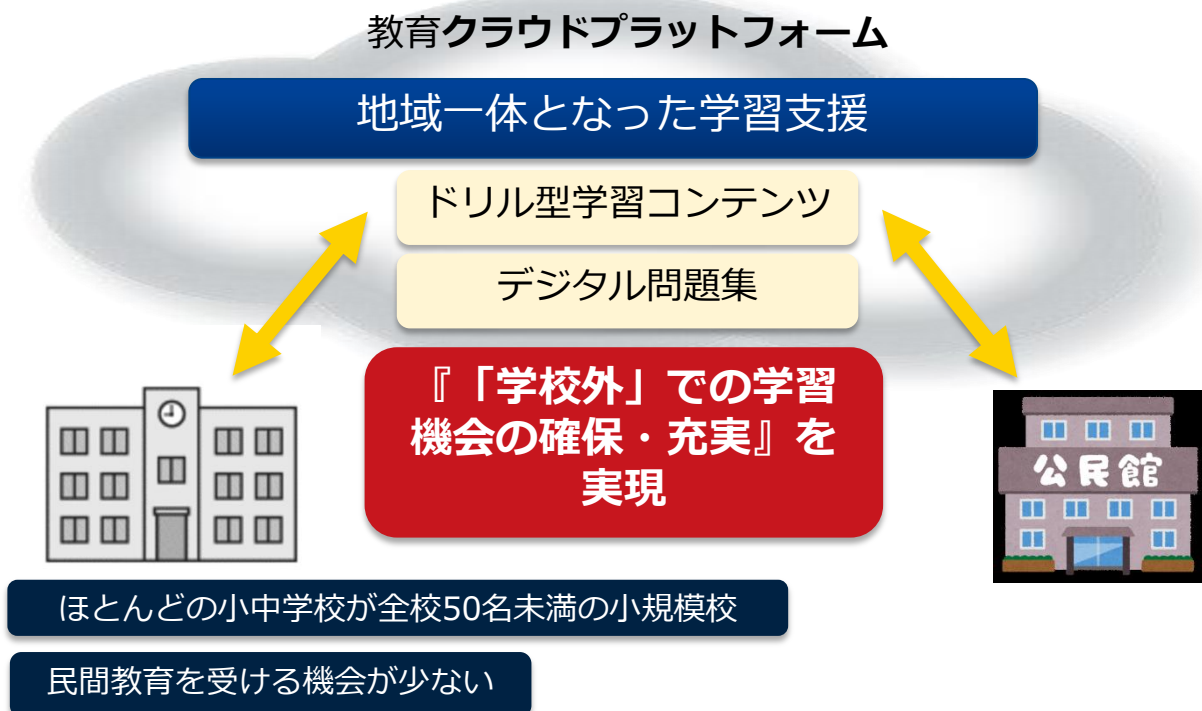 教育クラウドプラットフォーム
地域一体となった学習支援
ドリル型学習コンテンツ
デジタル問題集
『「学校外」での学習
機会の確保・充実』を
実現
公民館
ほとんどの小中学校が全校50名未満の小規模校
民間教育を受ける機会が少ない